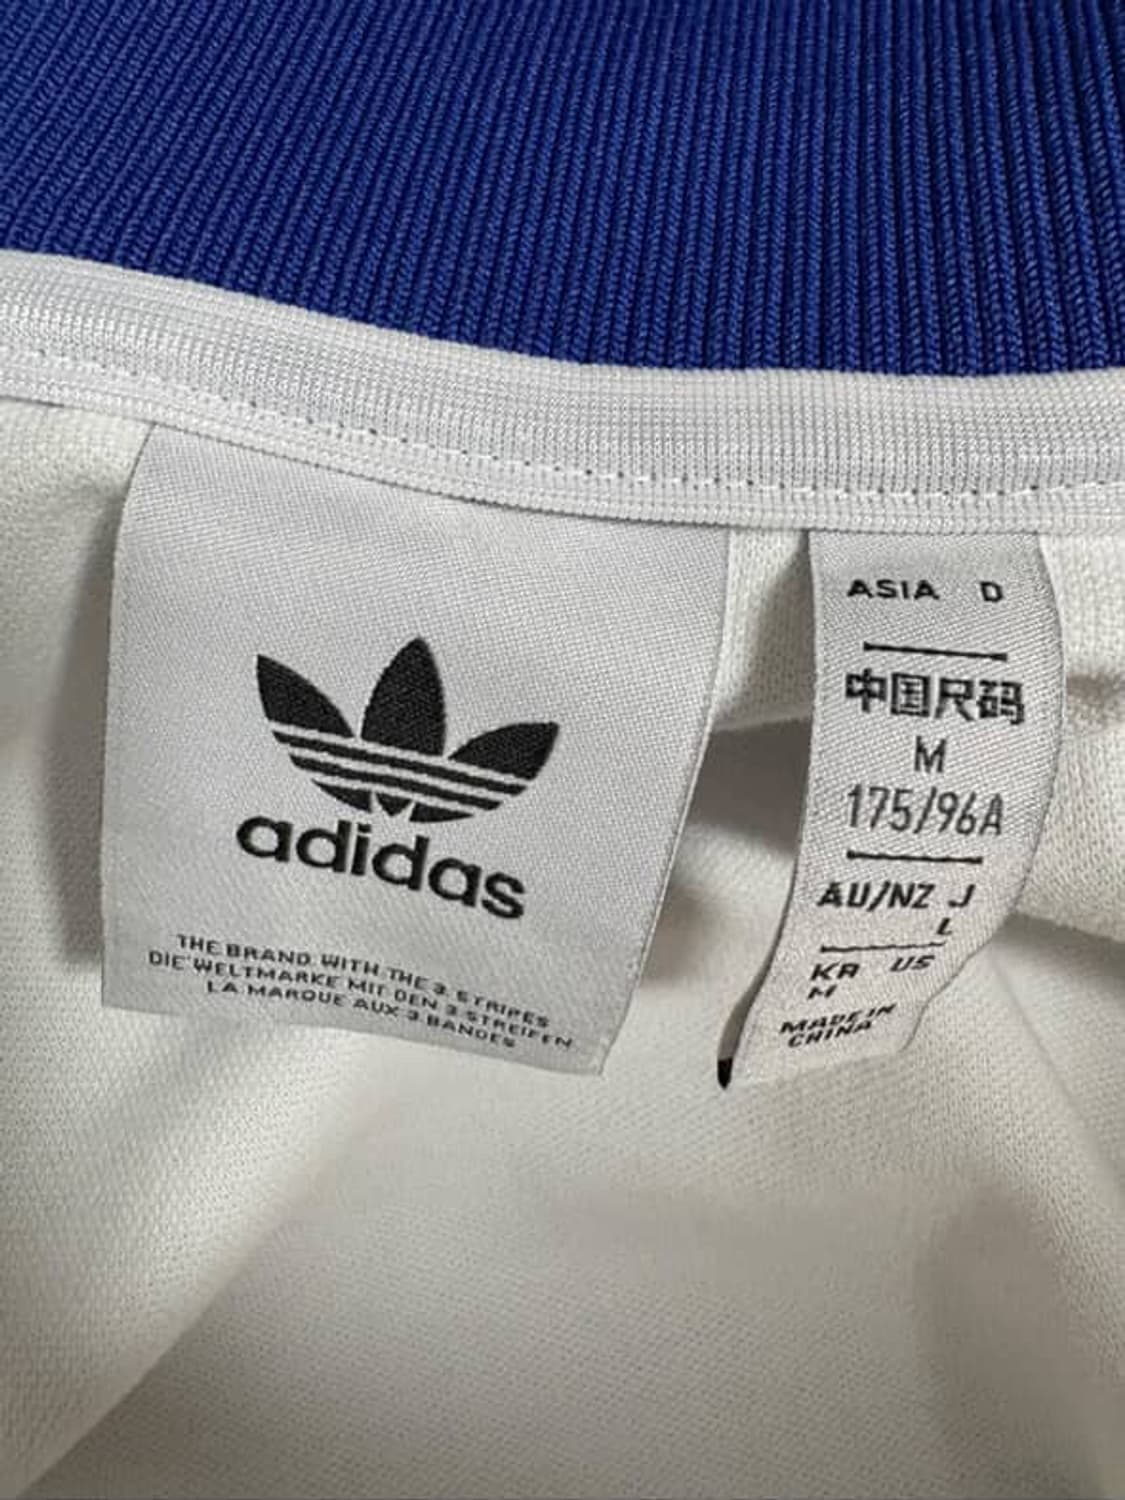 adidas
THE BRAND WITH THE 3 STRIPES
DIE WELTMARKE MIT DEN 3 STREIFEN
LA MARQUE AUX 3 BANDES
ASIA D
中国尺码
M
175/96A
AU/NZ J
L
KR US
M
MADE IN
CHINA